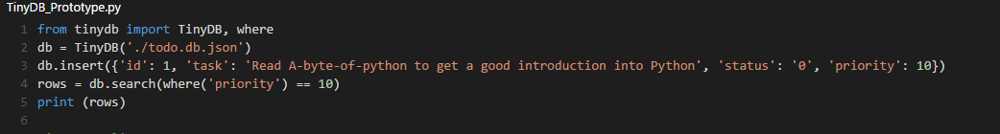 TinyDB_Prototype.py
1 from tinydb import TinyDB, where
2 db = TinyDB('./todo.db.json')
3 db.insert({'id': 1, 'task': 'Read A-byte-of-python to get a good introduction into Python', 'status': '0', 'priority': 10})
4 rows = db.search(where('priority') == 10)
5 print (rows)
6